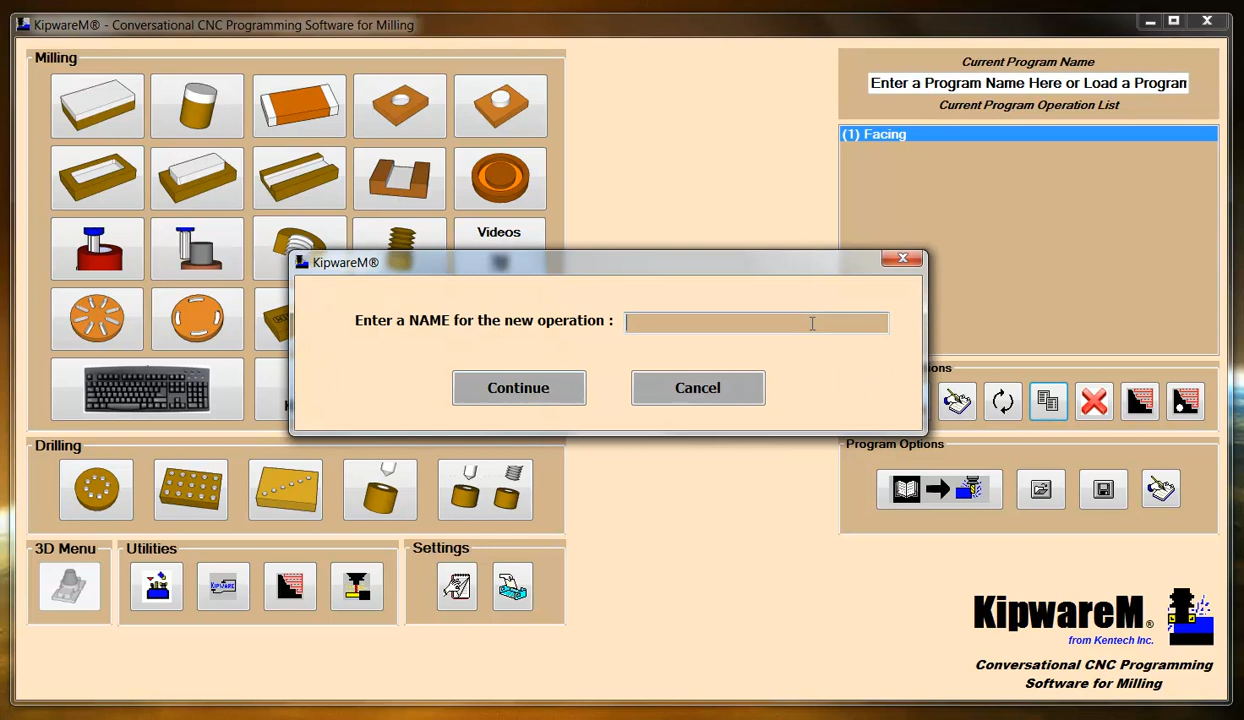 KipwareM® - Conversational CNC Programming Software for Milling
Milling
Videos
Current Program Name
Enter a Program Name Here or Load a Program
Current Program Operation List
(1) Facing
KipwareM®
Enter a NAME for the new operation :
Continue
Cancel
Drilling
Program Options
3D Menu
Utilities
Settings
KIPWARE
KipwareM®
from Kentech Inc.
Conversational CNC Programming
Software for Milling